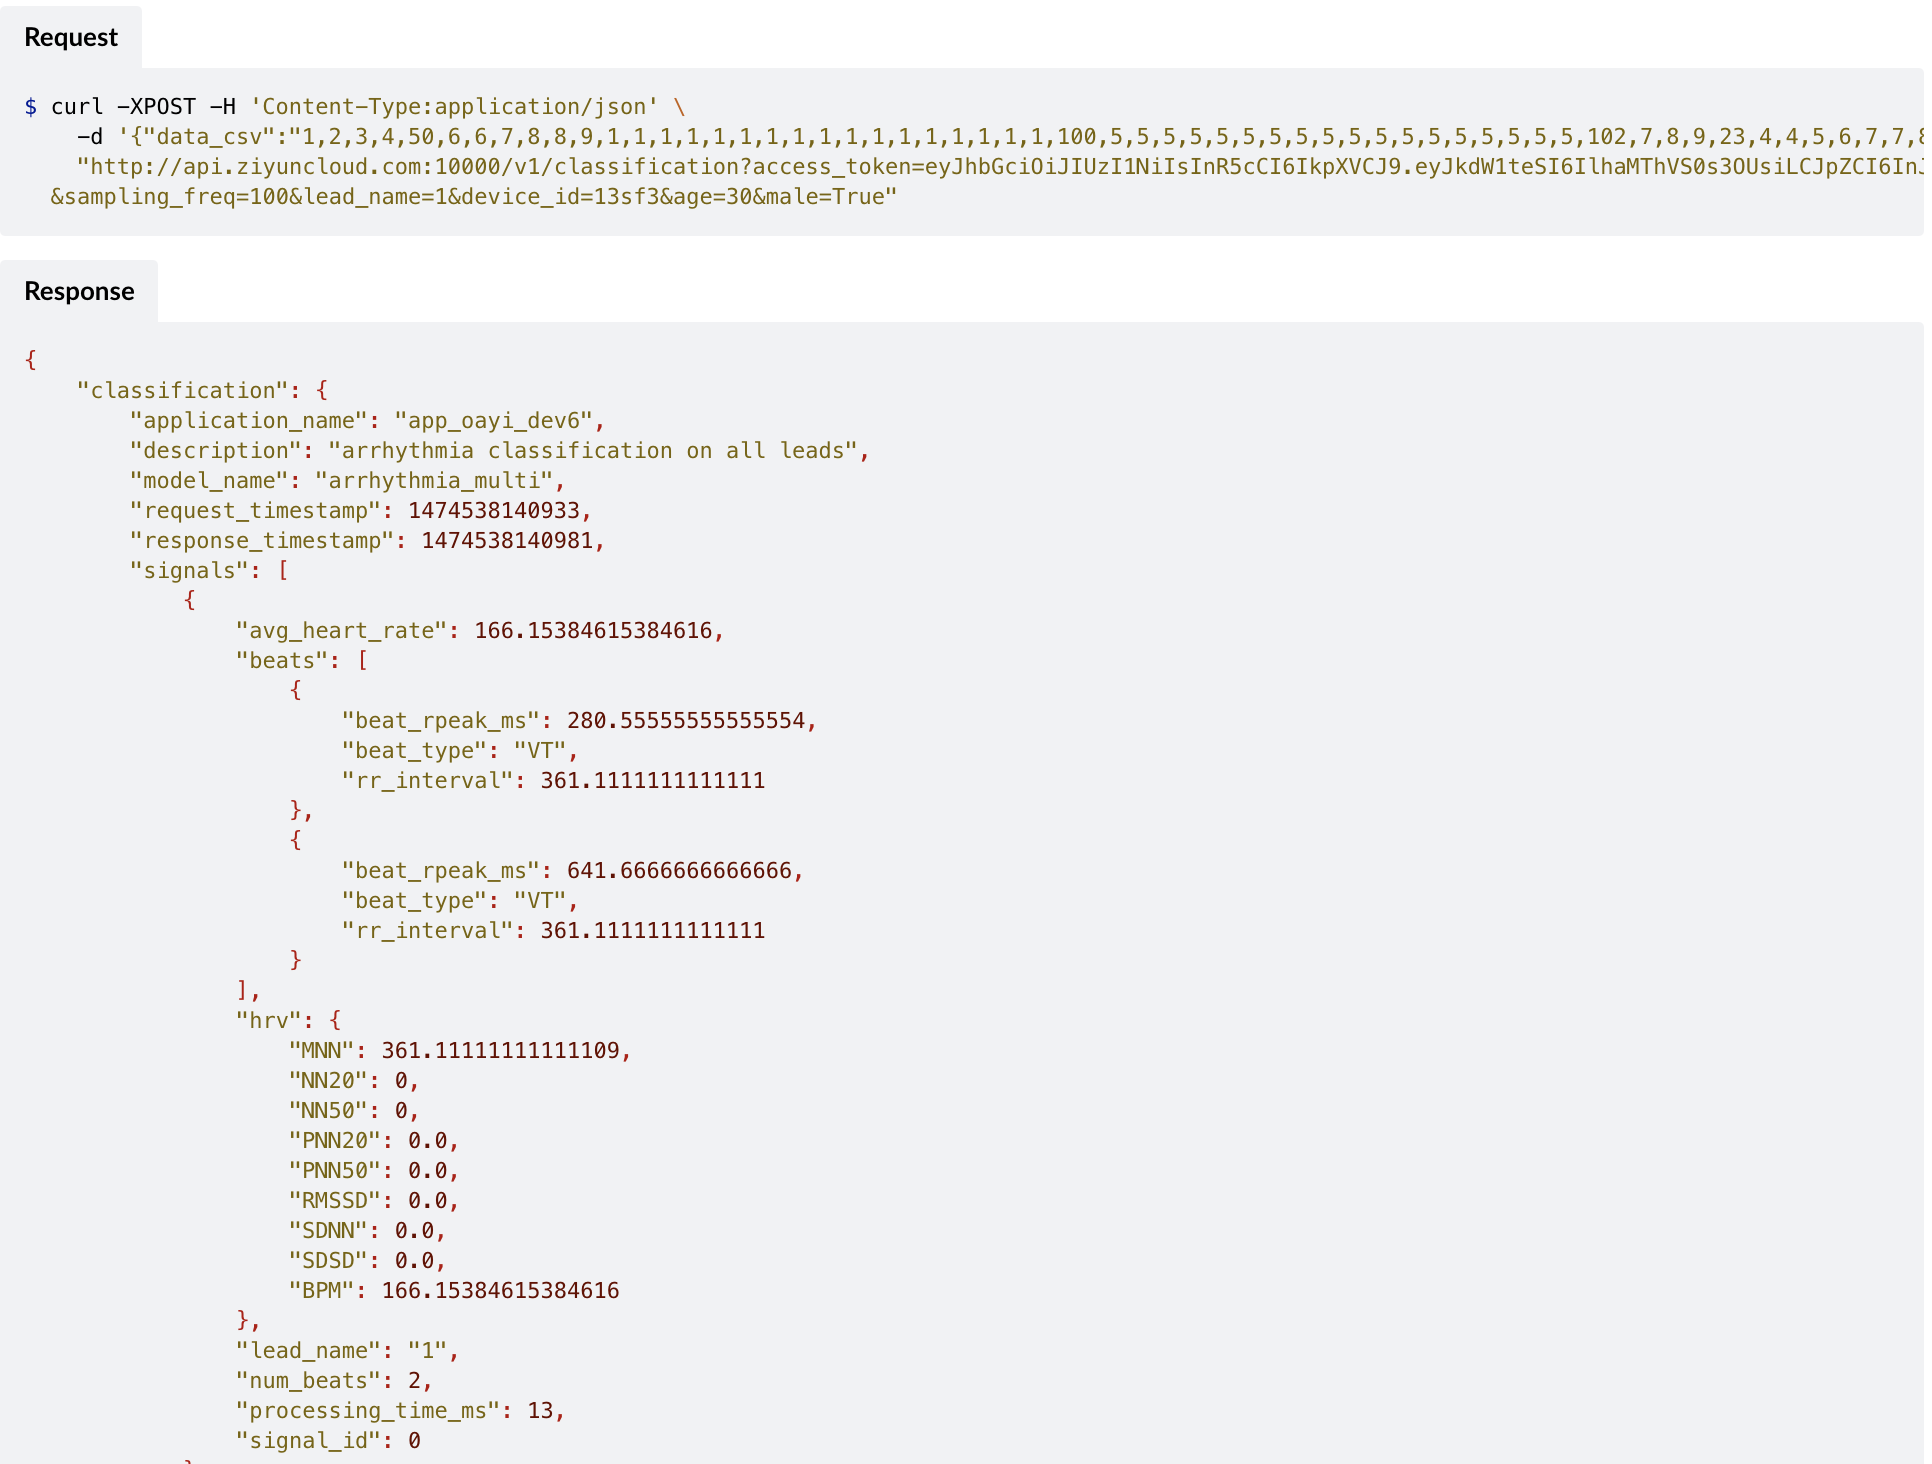 Request
$ curl -XPOST -H 'Content-Type:application/json' \
-d '{"data_csv":"1,2,3,4,50,6,6,7,8,8,9,1,1,1,1,1,1,1,1,1,1,1,1,1,1,1,1,1,1,100,5,5,5,5,5,5,5,5,5,5,5,5,5,5,5,5,5,5,102,7,8,9,23,4,4,5,6,7,7,8
"http://api.ziyuncloud.com:10000/v1/classification?access_token=eyJhbGciOiJIUzI1NiIsInR5cCI6IkpXVCJ9.eyJkdW1teSI6IlhaMThVS0s3OUsiLCJpZCI6InJ
&sampling_freq=100&lead_name=1&device_id=13sf3&age=30&male=True"
Response
{
"classification": {
"application_name": "app_oayi_dev6",
"description": "arrhythmia classification on all leads",
"model_name": "arrhythmia_multi",
"request_timestamp": 1474538140933,
"response_timestamp": 1474538140981,
"signals": [
{
"avg_heart_rate": 166.15384615384616,
"beats": [
{
"beat_rpeak_ms": 280.55555555555554,
"beat_type": "VT",
"rr_interval": 361.1111111111111
},
{
"beat_rpeak_ms": 641.6666666666666,
"beat_type": "VT",
"rr_interval": 361.1111111111111
}
],
"hrv": {
"MNN": 361.11111111111109,
"NN20": 0,
"NN50": 0,
"PNN20": 0.0,
"PNN50": 0.0,
"RMSSD": 0.0,
"SDNN": 0.0,
"SDSD": 0.0,
"BPM": 166.15384615384616
},
"lead_name": "1",
"num_beats": 2,
"processing_time_ms": 13,
"signal_id": 0
}